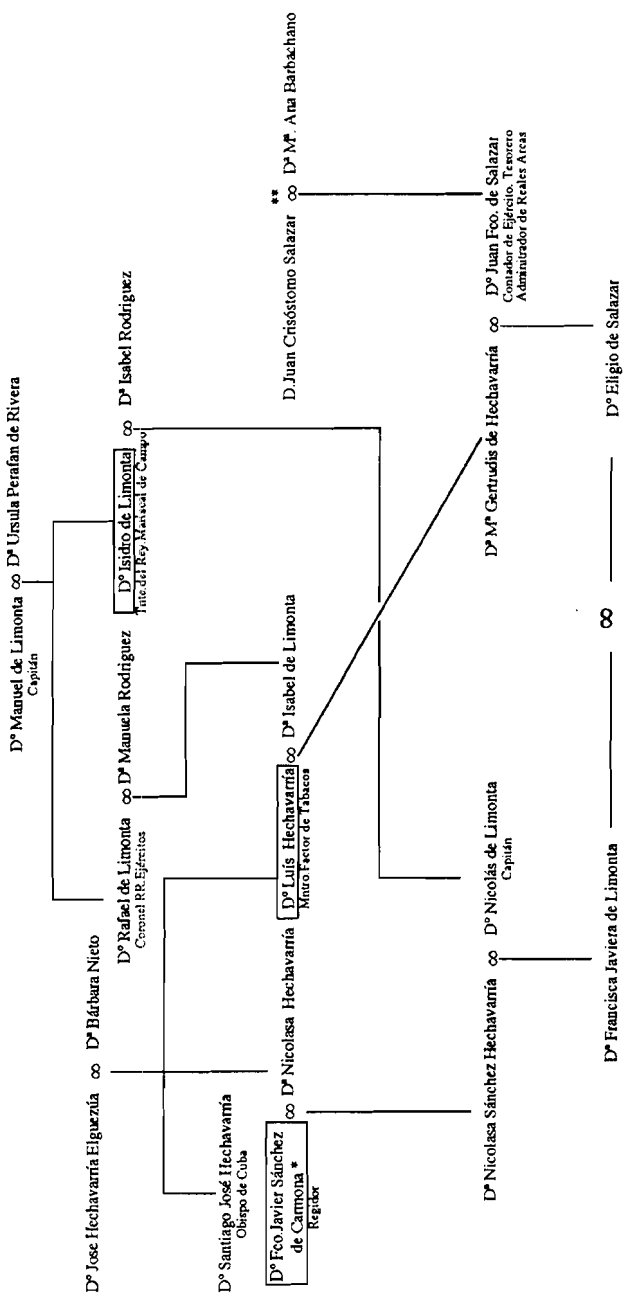 Dº Manuel de Limonta ∞ Dª Ursula Perafan de Rivera
Capitán
Dº Jose Hechavarría Elguezúa ∞ Dª Bárbara Nieto
Dº Rafael de Limonta ∞ Dª Manuela Rodriguez
Coronel RR.Ejércitos
Dº Isidro de Limonta ∞ Dª Isabel Rodriguez
Tnte.del Rey.Mariscal de Campo
Dº Santiago José Hechavarría
Obispo de Cuba
Dº Fco.Javier Sánchez
de Carmona *
Regidor
∞ Dª Nicolasa Hechavarría
Dº Luís Hechavarría ∞ Dª Isabel de Limonta
Mntro Factor de Tabacos
**
D.Juan Crisóstomo Salazar ∞ Dª Mª. Ana Barbachano
Dª Nicolasa Sánchez Hechavarría ∞ Dº Nicolás de Limonta
Capitán
Dª Mª Gertrudis de Hechavarría ∞ Dº Juan Fco. de Salazar
Contador de Ejército. Tesorero
Adminitrador de Reales Arcas
Dª Francisca Javiera de Limonta ∞ Dº Eligio de Salazar